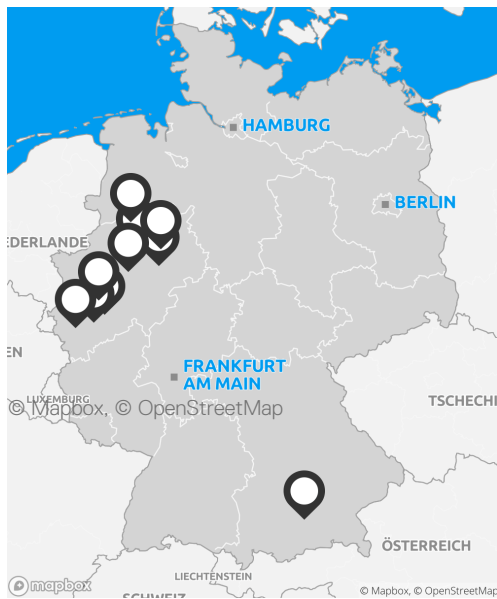 HAMBURG
BERLIN
EDERLANDE
EN
FRANKFURT
AM MAIN
LUXEMBURG
© Mapbox, © OpenStreetMap
TSCHECHI
ÖSTERREICH
LIECHTENSTEIN
SCHWEIZ
mapbox
© Mapbox, © OpenStreetMap